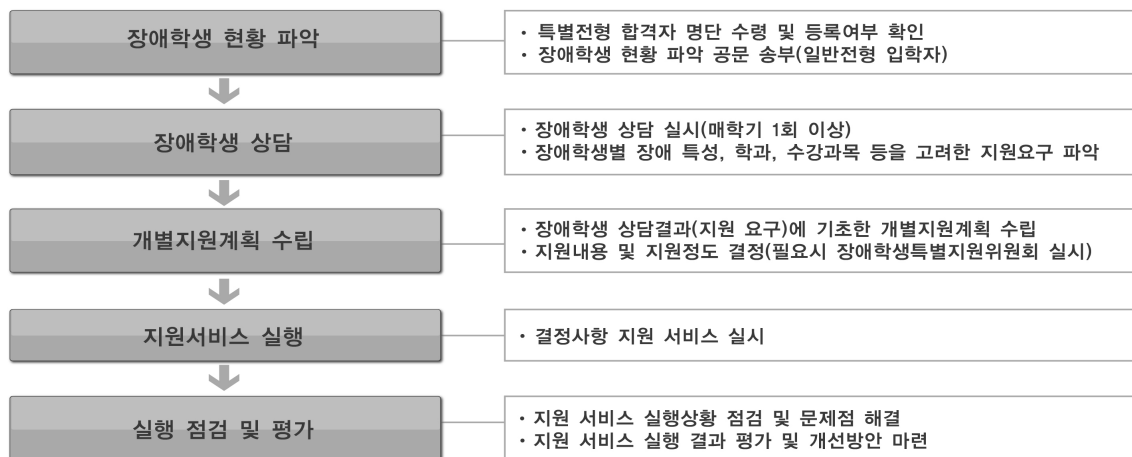 장애학생 현황 파악
• 특별전형 합격자 명단 수령 및 등록여부 확인
• 장애학생 현황 파악 공문 송부(일반전형 입학자)
장애학생 상담
• 장애학생 상담 실시(매학기 1회 이상)
• 장애학생별 장애 특성, 학과, 수강과목 등을 고려한 지원요구 파악
개별지원계획 수립
• 장애학생 상담결과(지원 요구)에 기초한 개별지원계획 수립
• 지원내용 및 지원정도 결정(필요시 장애학생특별지원위원회 실시)
지원서비스 실행
• 결정사항 지원 서비스 실시
실행 점검 및 평가
• 지원 서비스 실행상황 점검 및 문제점 해결
• 지원 서비스 실행 결과 평가 및 개선방안 마련